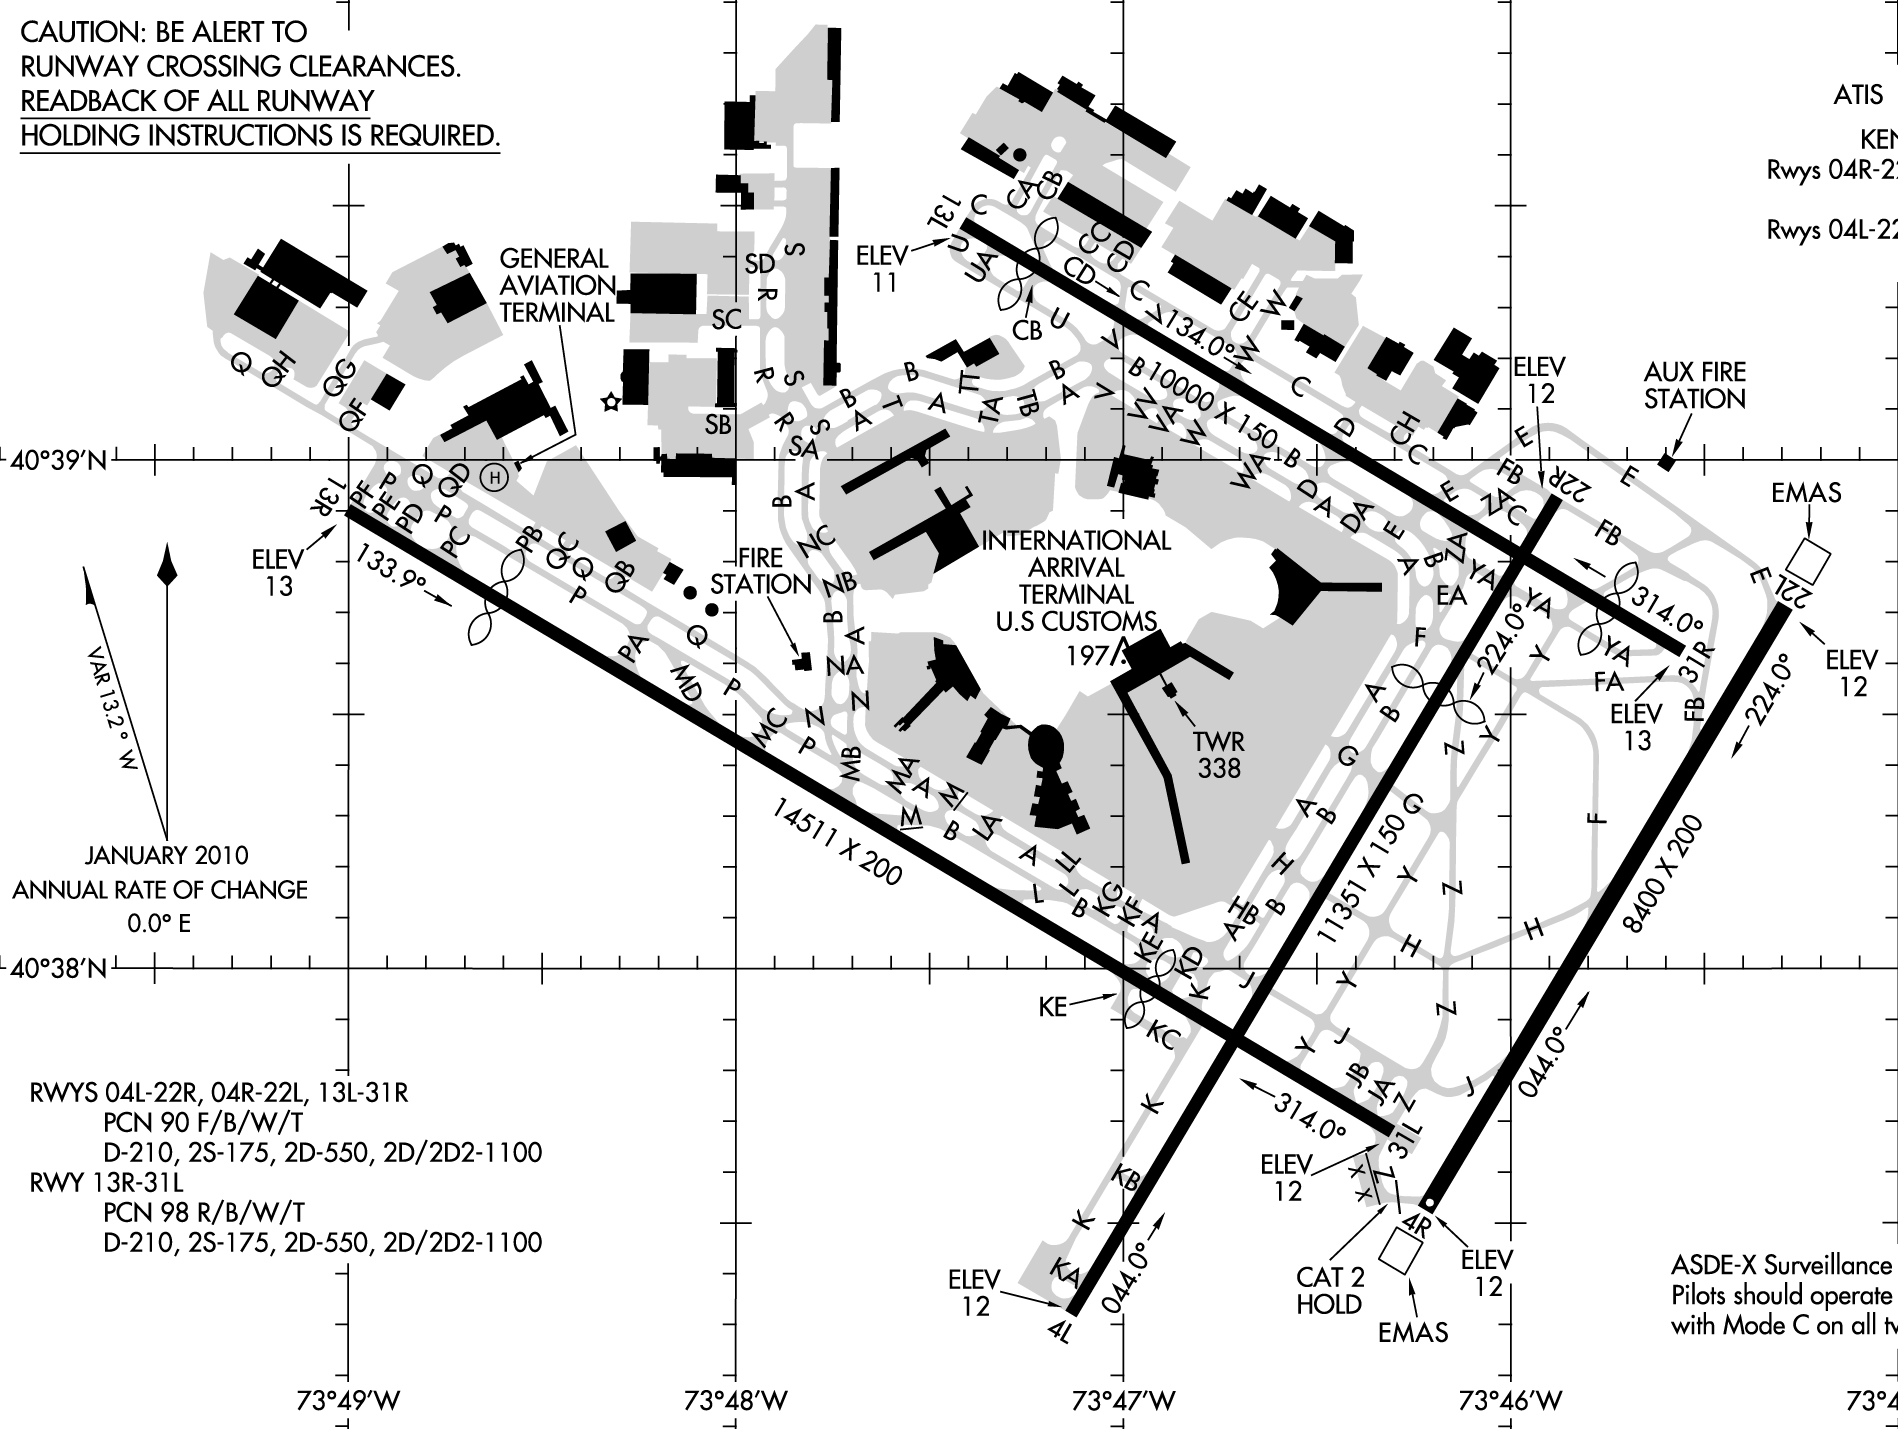 CAUTION: BE ALERT TO
RUNWAY CROSSING CLEARANCES.
READBACK OF ALL RUNWAY
HOLDING INSTRUCTIONS IS REQUIRED.
ATIS
KEN
Rwys 04R-22
Rwys 04L-22
GENERAL
AVIATION
TERMINAL
ELEV
11
13L
C
CA
CB
U
UA
CC
CD
CD
C
CB
U
V
V
134.0°
W
CE
W
10000 X 150
SD
S
R
SC
R
S
SB
R
S
SA
Q
QH
QG
QF
B
A
T
B
A
TI
TA
TB
B
A
V
B
W
VA
W
WA
B
C
D
CH
C
D
A
DA
E
E
ELEV
12
AUX FIRE
STATION
E
E
FB
ZA
C
22R
FB
EMAS
40°39′N
13R
PF
PE
PD
P
Q
QD
H
P
PC
PB
QC
Q
QB
P
ELEV
13
133.9°
FIRE
STATION
B
A
NC
NB
B
A
NA
INTERNATIONAL
ARRIVAL
TERMINAL
U.S CUSTOMS
197
A
B
ZA
YA
EA
YA
F
224.0°
Y
YA
314.0°
E
22L
31R
FA
FB
ELEV
13
ELEV
12
224.0°
VAR 13.2° W
JANUARY 2010
ANNUAL RATE OF CHANGE
0.0° E
PA
Q
MD
P
MC
P
N
N
MB
MA
A
M
M
B
LA
A
LL
L
L
B
KG
KF
A
KE
KD
K
14511 X 200
TWR
338
A
B
G
G
A
B
H
HB
B
A
Z
Y
Y
Z
F
H
H
Y
Z
11351 X 150
8400 X 200
40°38′N
KE
KC
J
J
Y
JB
JA
Z
J
044.0°
314.0°
31L
K
KB
K
KA
044.0°
4L
ELEV
12
ELEV
12
X
X
Z
4R
CAT 2
HOLD
EMAS
ELEV
12
RWYS 04L-22R, 04R-22L, 13L-31R
PCN 90 F/B/W/T
D-210, 2S-175, 2D-550, 2D/2D2-1100
RWY 13R-31L
PCN 98 R/B/W/T
D-210, 2S-175, 2D-550, 2D/2D2-1100
ASDE-X Surveillance
Pilots should operate
with Mode C on all tw
73°49′W
73°48′W
73°47′W
73°46′W
73°4